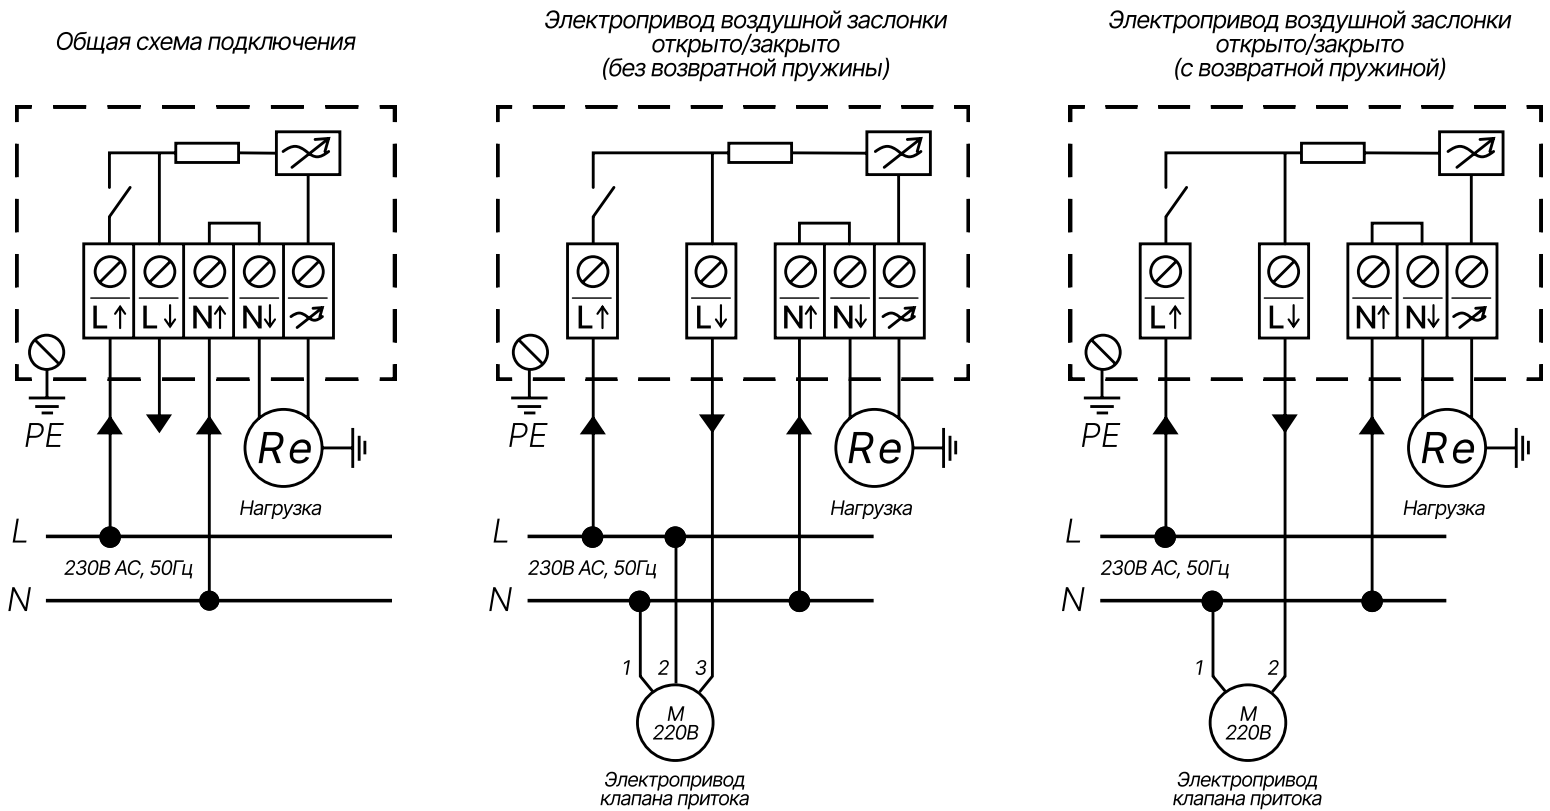 Общая схема подключения
L↑ L↓ N↑ N↓
PE
Re
Нагрузка
L
230В АС, 50Гц
N
Электропривод воздушной заслонки
открыто/закрыто
(без возвратной пружины)
L↑ L↓ N↑ N↓
PE
Re
Нагрузка
L
230В АС, 50Гц
N
1 2 3
М
220В
Электропривод
клапана притока
Электропривод воздушной заслонки
открыто/закрыто
(с возвратной пружиной)
L↑ L↓ N↑ N↓
PE
Re
Нагрузка
L
230В АС, 50Гц
N
1 2
М
220В
Электропривод
клапана притока